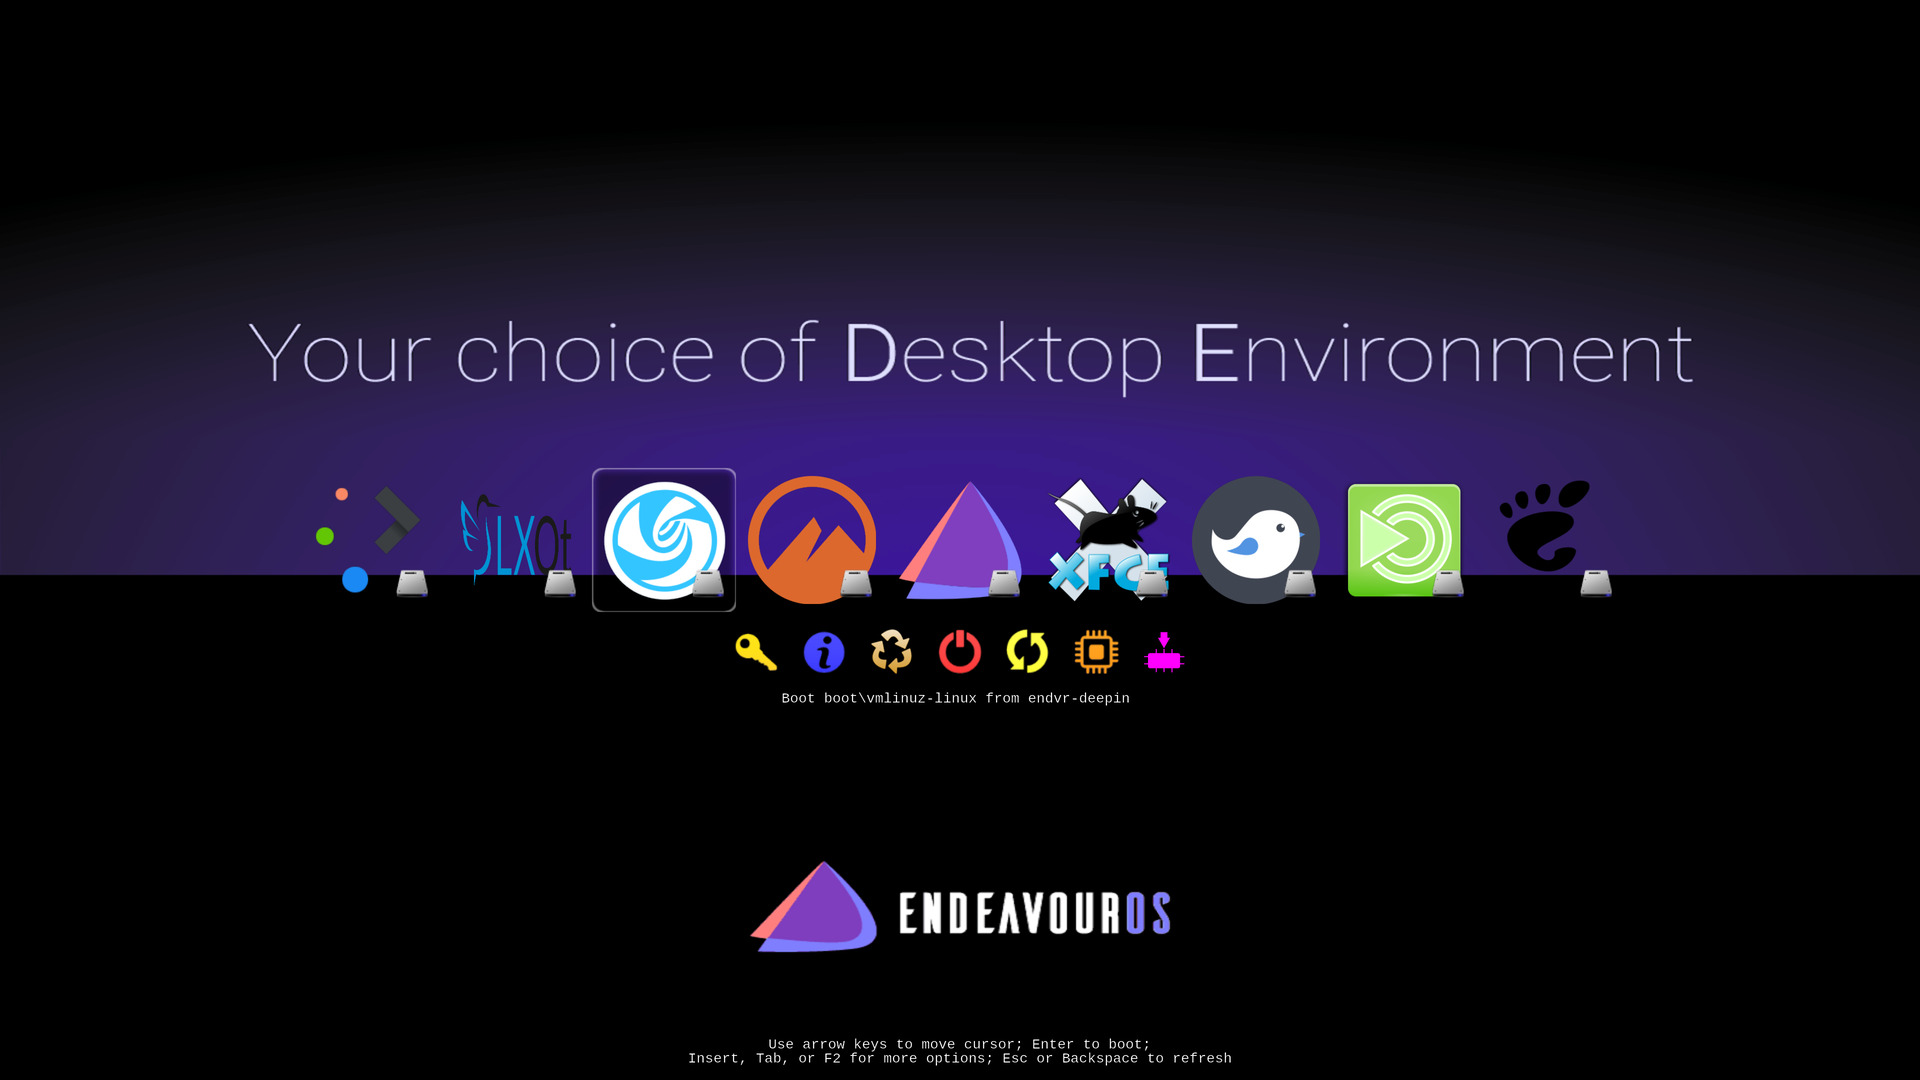 Your choice of Desktop Environment
LXQt
XFCE
Boot boot\vmlinuz-linux from endvr-deepin
ENDEAVOUROS
Use arrow keys to move cursor; Enter to boot;
Insert, Tab, or F2 for more options; Esc or Backspace to refresh